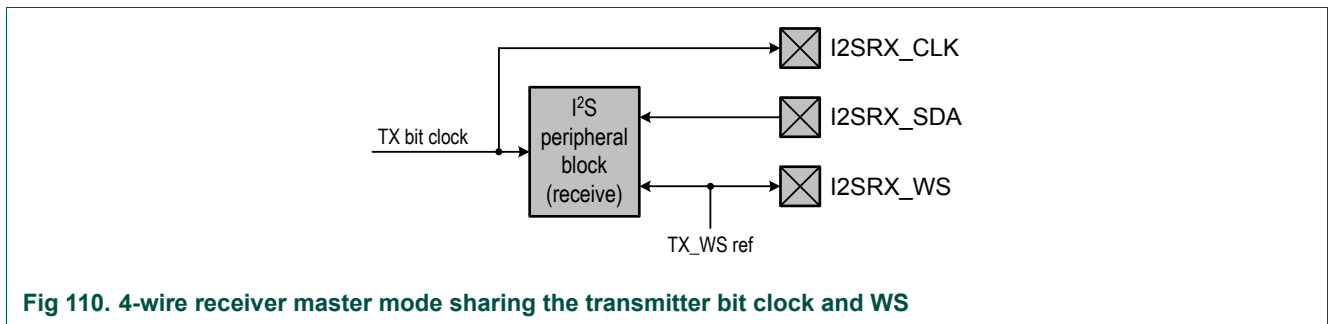 I2SRX_CLK
I²S
peripheral
block
(receive)
TX bit clock
I2SRX_SDA
I2SRX_WS
TX_WS ref
Fig 110. 4-wire receiver master mode sharing the transmitter bit clock and WS